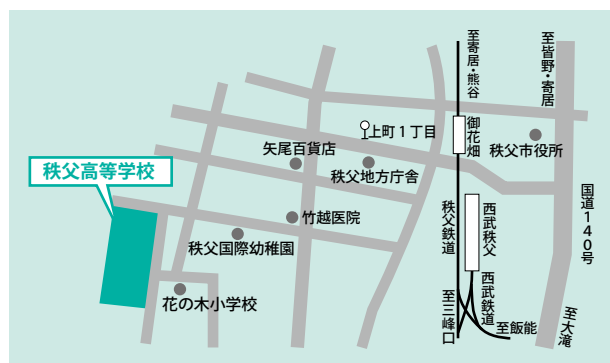 至寄居・熊谷
至皆野・寄居
御花畑
上町1丁目
秩父市役所
矢尾百貨店
秩父地方庁舎
秩父高等学校
国道140号
竹越医院
秩父鉄道
西武秩父
秩父国際幼稚園
西武鉄道
花の木小学校
至三峰口
至飯能
至大滝